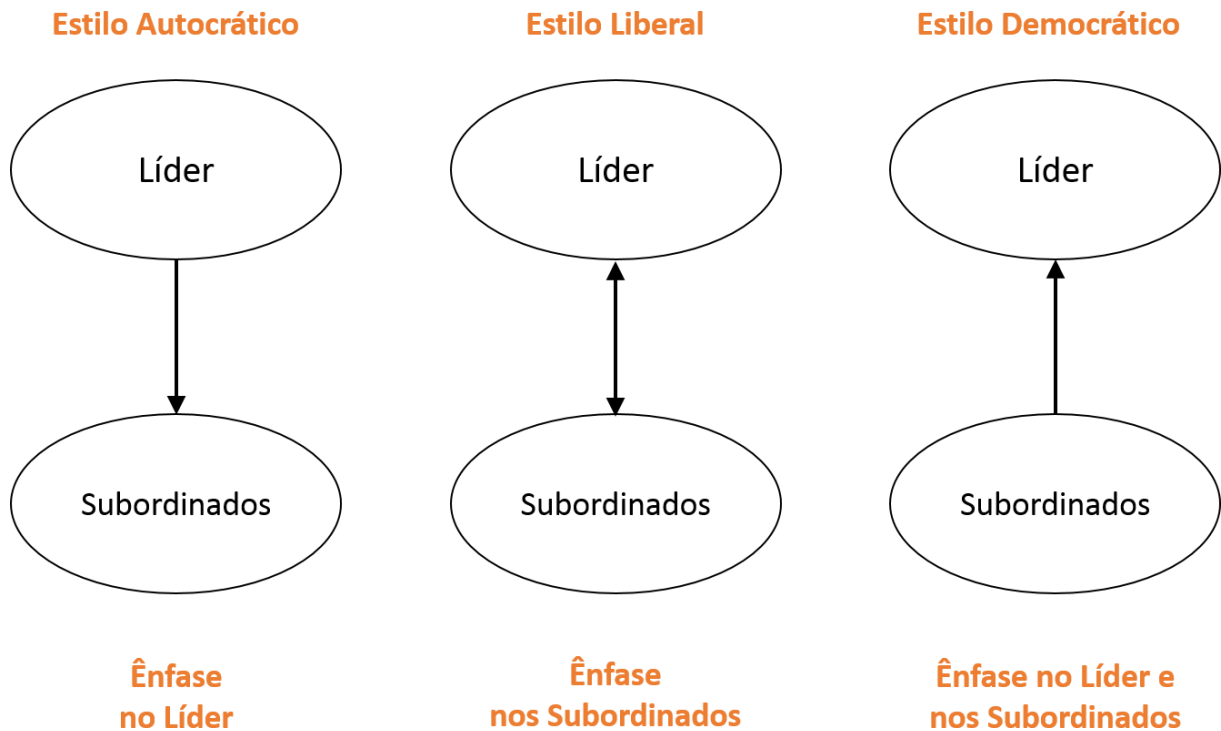 Estilo Autocrático
Estilo Liberal
Estilo Democrático
Líder
Líder
Líder
Subordinados
Subordinados
Subordinados
Ênfase
no Líder
Ênfase
nos Subordinados
Ênfase no Líder e
nos Subordinados